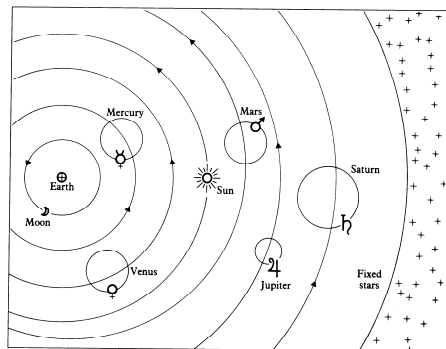 Mercury
Mars
Saturn
Earth
Sun
Moon
Venus
Jupiter
Fixed
stars